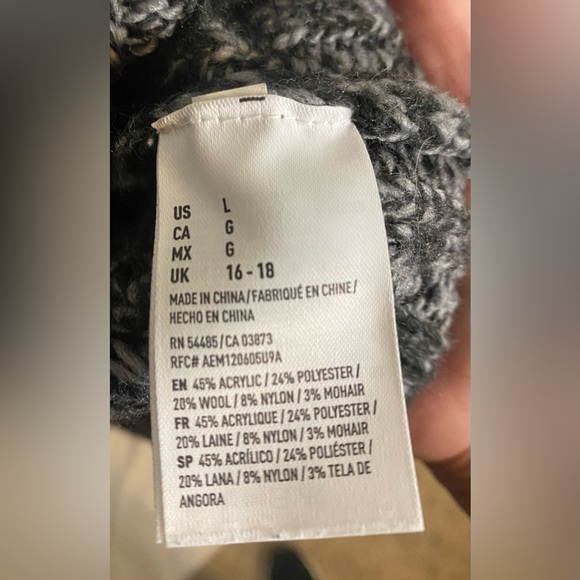 US L
CA G
MX G
UK 16-18
MADE IN CHINA/FABRIQUÉ EN CHINE/
HECHO EN CHINA
RN 54485/CA 03873
RFC# AEM120605U9A
EN 45% ACRYLIC/24% POLYESTER/
20% WOOL/8% NYLON/3% MOHAIR
FR 45% ACRYLIQUE/24% POLYESTER/
20% LAINE/8% NYLON/3% MOHAIR
SP 45% ACRÍLICO/24% POLIÉSTER/
20% LANA/8% NYLON/3% TELA DE
ANGORA